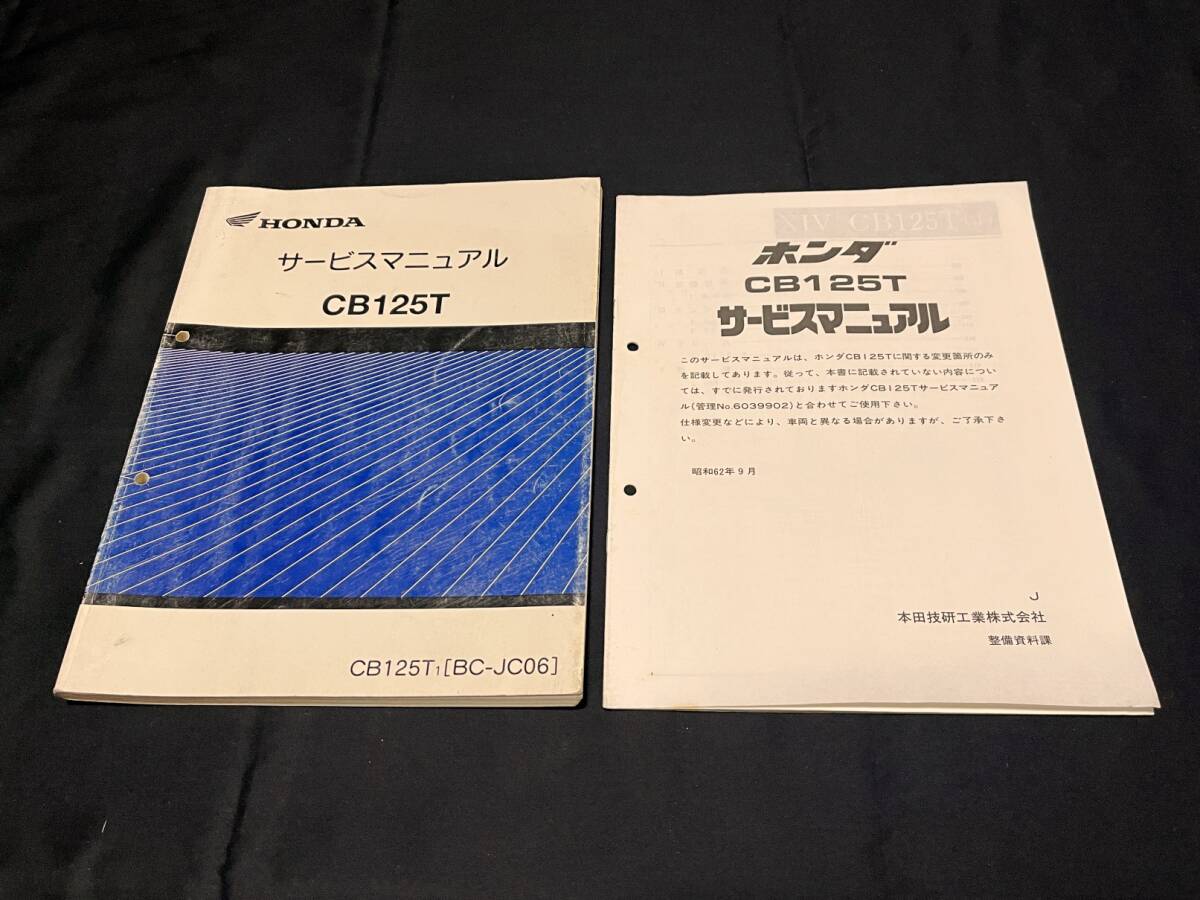 HONDA
サービスマニュアル
CB125T
CB125T1[BC-JC06]
XIV CB125T
ホンダ
CB125T
サービスマニュアル
このサービスマニュアルは、ホンダCB125Tに関する変更箇所のみ
を記載してあります。従って、本書に記載されていない内容につい
ては、すでに発行されておりますホンダCB125Tサービスマニュア
ル(管理No.6039902)と合わせてご使用下さい。
仕様変更などにより、車両と異なる場合がありますが、ご了承下さ
い。
昭和62年9月
J
本田技研工業株式会社
整備資料課